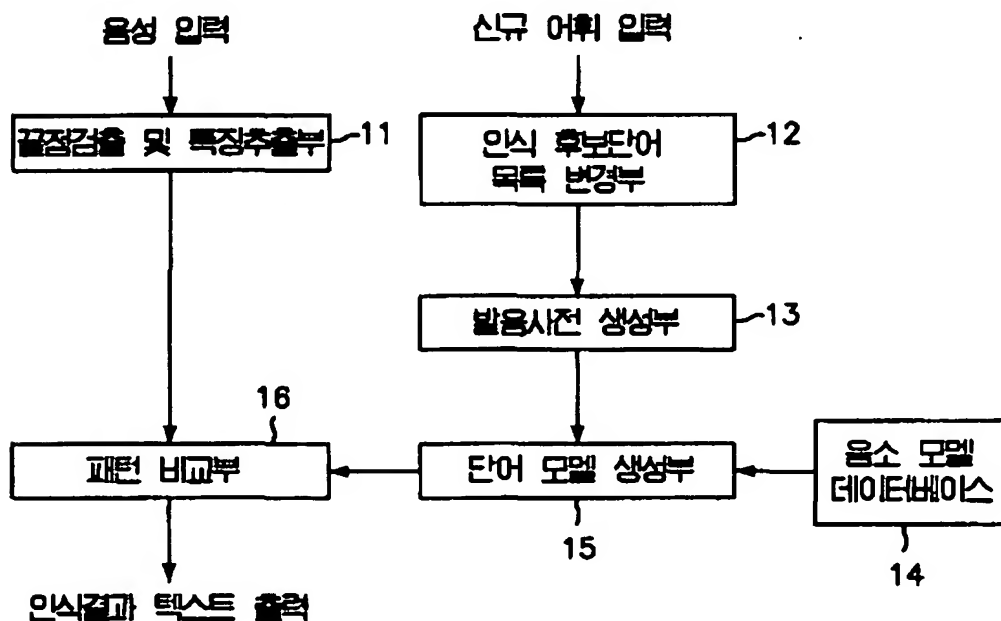 음성 입력
신규 어휘 입력
끝점검출 및 특징추출부
11
인식 후보단어
목록 변경부
12
발음사전 생성부
13
16
패턴 비교부
단어 모델 생성부
15
음소 모델
데이터베이스
14
인식결과 텍스트 출력